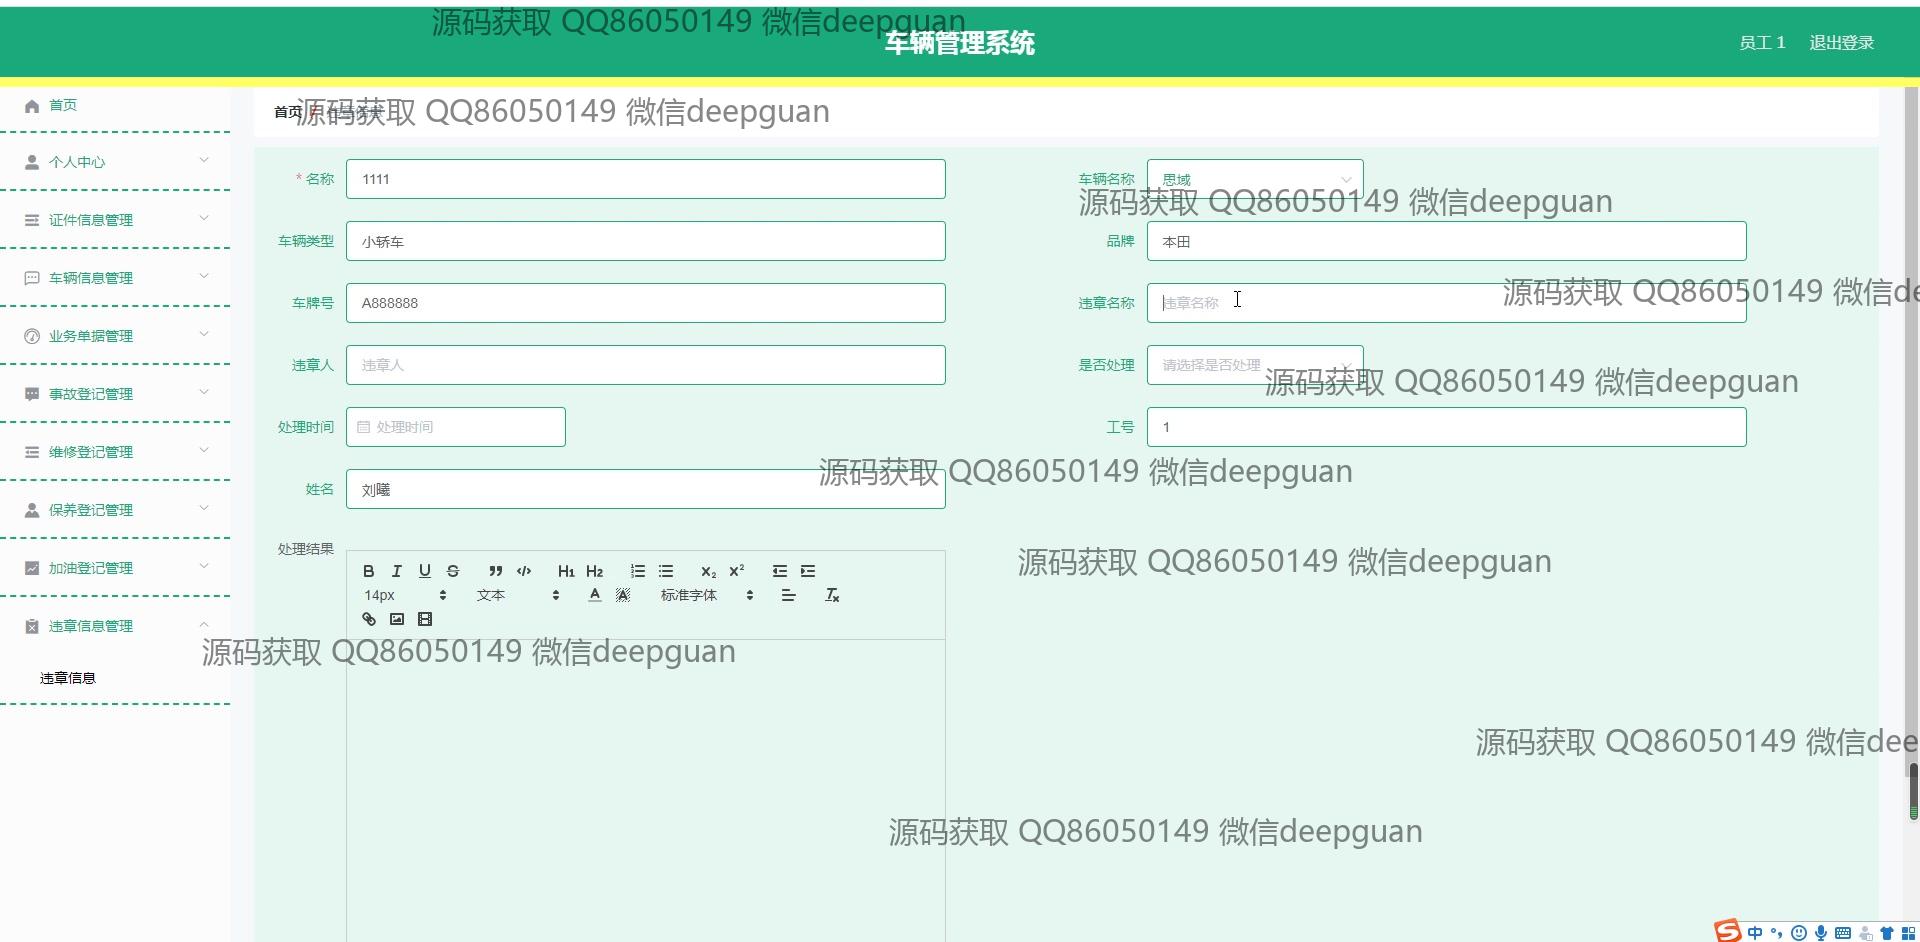 源码获取 QQ86050149 微信deepguan
车辆管理系统
员工 1 退出登录
首页
首页 / 违章信息
源码获取 QQ86050149 微信deepguan
个人中心
证件信息管理
车辆信息管理
业务单据管理
事故登记管理
维修登记管理
保养登记管理
加油登记管理
违章信息管理
违章信息
* 名称 1111
车辆名称 思域
源码获取 QQ86050149 微信deepguan
车辆类型 小轿车
品牌 本田
车牌号 A888888
违章名称 违章名称
源码获取 QQ86050149 微信de
违章人 违章人
是否处理 请选择是否处理
源码获取 QQ86050149 微信deepguan
处理时间 处理时间
工号 1
源码获取 QQ86050149 微信deepguan
姓名 刘曦
处理结果
B I U S H1 H2 X2 X2
14px 文本 A A 标准字体 Tx
源码获取 QQ86050149 微信deepguan
源码获取 QQ86050149 微信deepguan
源码获取 QQ86050149 微信dee
源码获取 QQ86050149 微信deepguan
S 中